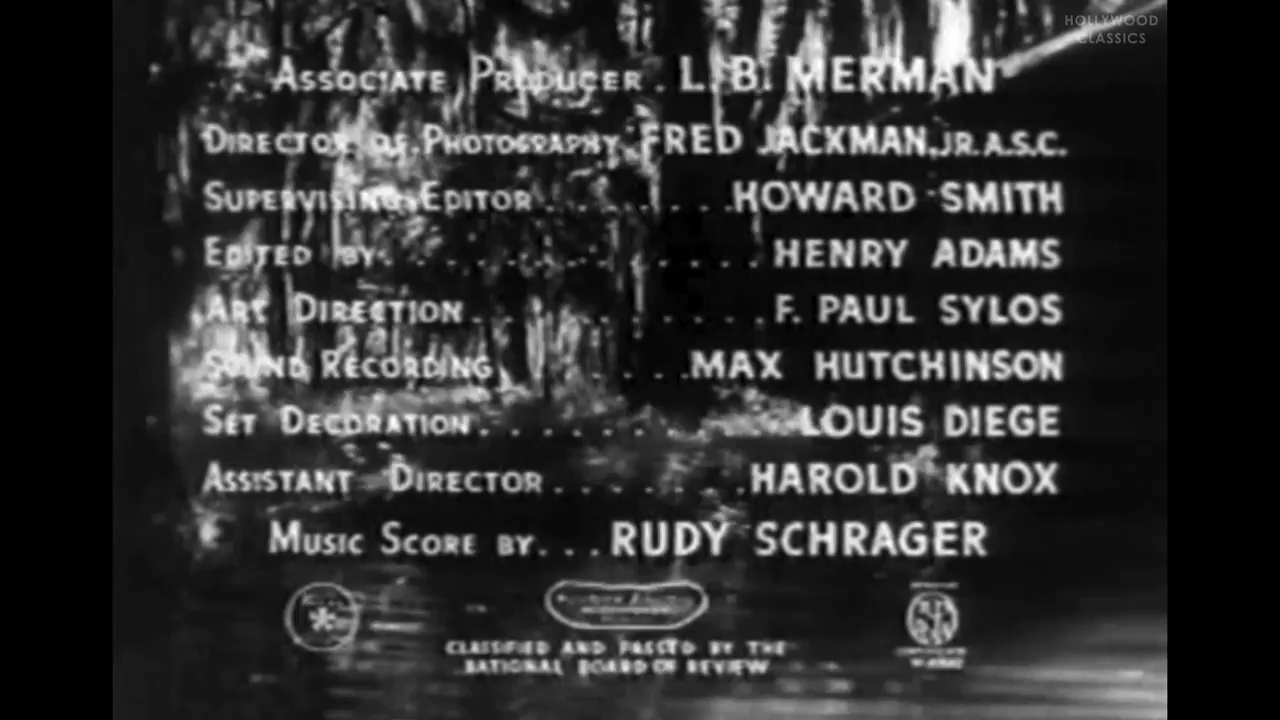 HOLLYWOOD
CLASSICS
ASSOCIATE PRODUCER . L. B. MERMAN
DIRECTOR OF PHOTOGRAPHY FRED JACKMAN, JR. A.S.C.
SUPERVISING EDITOR . . . . . . . HOWARD SMITH
EDITED BY . . . . . . . . . . . . . HENRY ADAMS
ART DIRECTION . . . . . . . . . . F. PAUL SYLOS
SOUND RECORDING . . . . . . MAX HUTCHINSON
SET DECORATION . . . . . . . . . . . LOUIS DIEGE
ASSISTANT DIRECTOR . . . . . . . HAROLD KNOX
MUSIC SCORE BY . . . RUDY SCHRAGER
CLASSIFIED AND PASSED BY THE
NATIONAL BOARD OF REVIEW